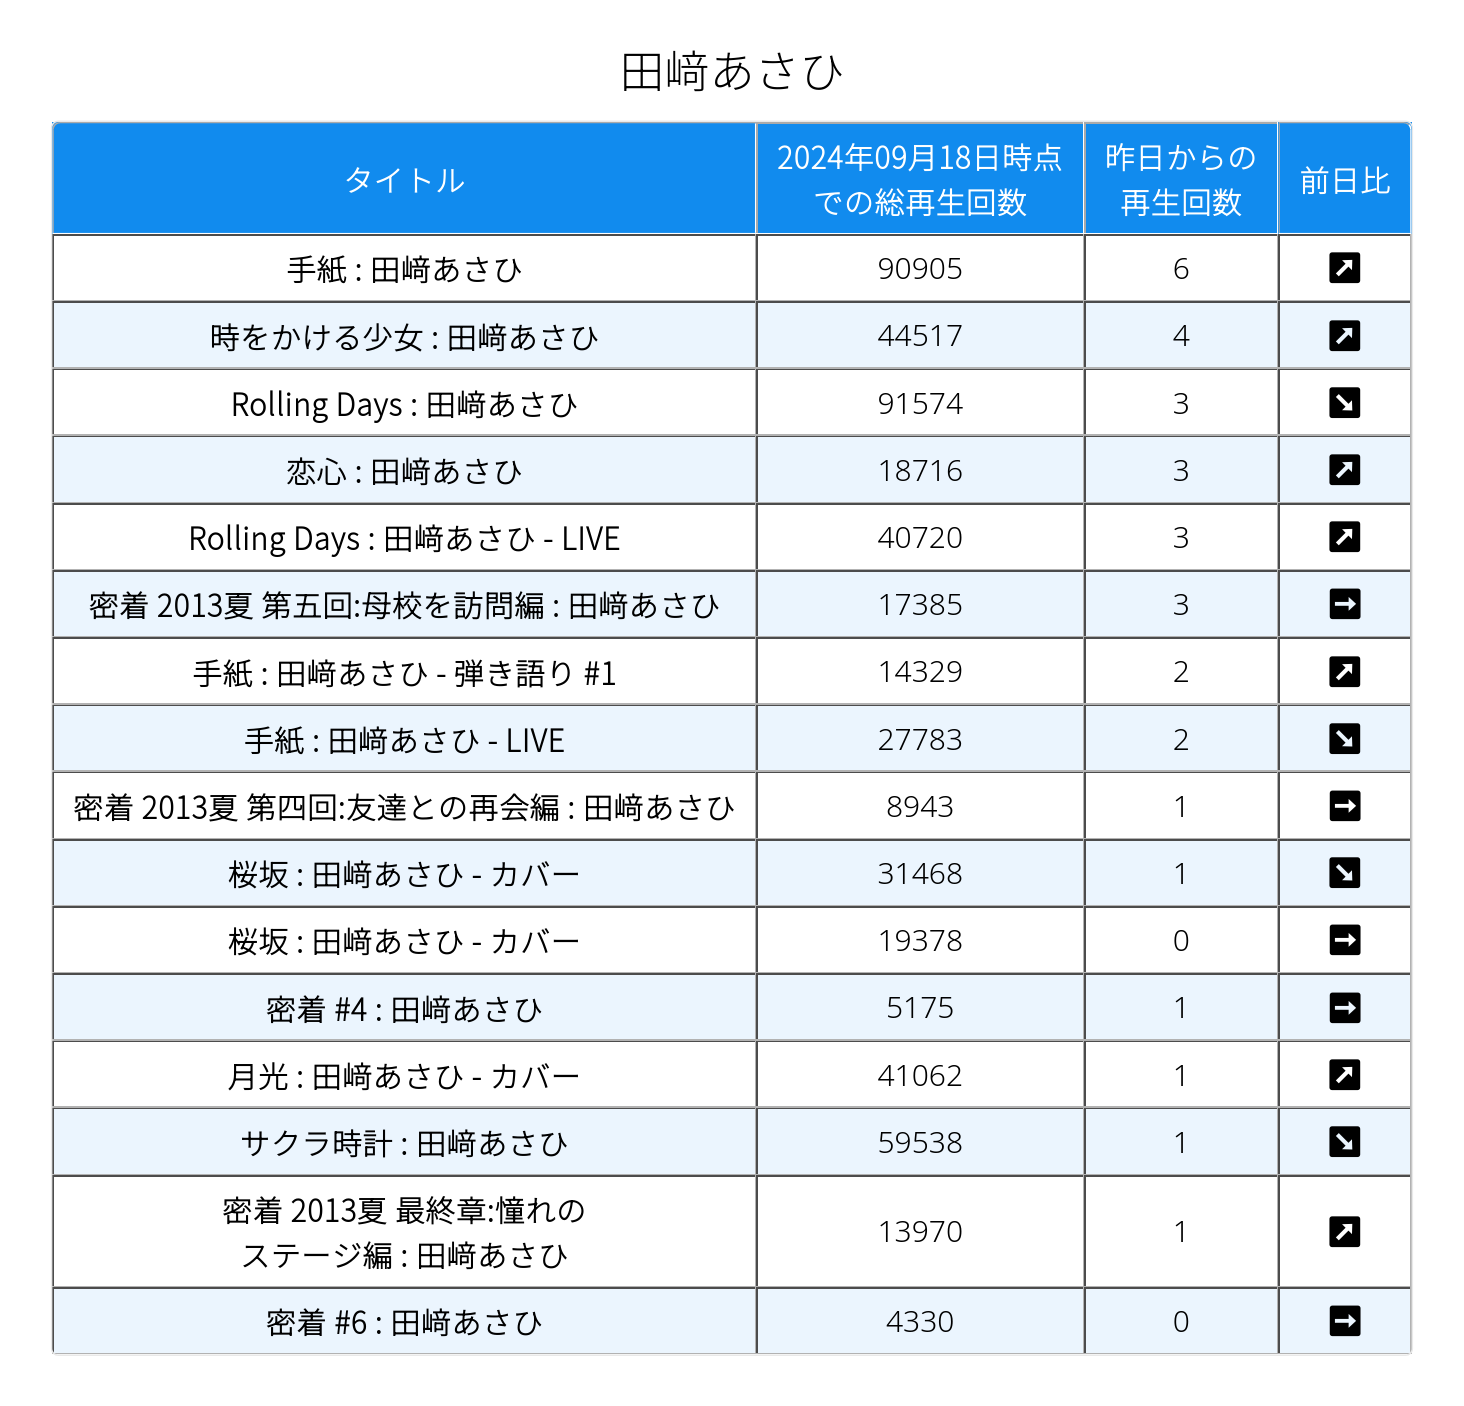 田﨑あさひ
タイトル
2024年09月18日時点
での総再生回数
昨日からの
再生回数
前日比
手紙 : 田﨑あさひ 90905 6 ↗
時をかける少女 : 田﨑あさひ 44517 4 ↗
Rolling Days : 田﨑あさひ 91574 3 ↘
恋心 : 田﨑あさひ 18716 3 ↗
Rolling Days : 田﨑あさひ - LIVE 40720 3 ↗
密着 2013夏 第五回:母校を訪問編 : 田﨑あさひ 17385 3 →
手紙 : 田﨑あさひ - 弾き語り #1 14329 2 ↗
手紙 : 田﨑あさひ - LIVE 27783 2 ↘
密着 2013夏 第四回:友達との再会編 : 田﨑あさひ 8943 1 →
桜坂 : 田﨑あさひ - カバー 31468 1 ↘
桜坂 : 田﨑あさひ - カバー 19378 0 →
密着 #4 : 田﨑あさひ 5175 1 →
月光 : 田﨑あさひ - カバー 41062 1 ↗
サクラ時計 : 田﨑あさひ 59538 1 ↘
密着 2013夏 最終章:憧れの
ステージ編 : 田﨑あさひ 13970 1 ↗
密着 #6 : 田﨑あさひ 4330 0 →